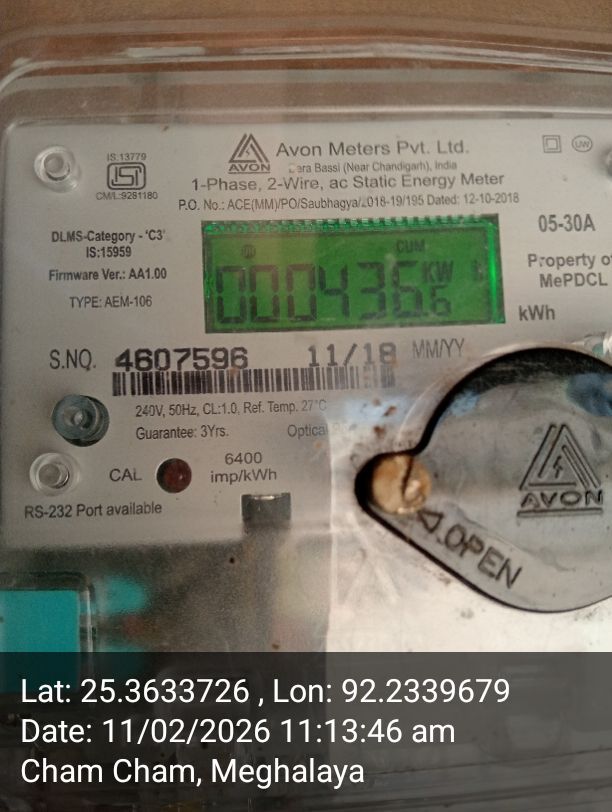 IS:13779
ISI
CM/L:9281180
AVON
Avon Meters Pvt. Ltd.
Dera Bassi (Near Chandigarh), India
1-Phase, 2-Wire, ac Static Energy Meter
P.O. No.: ACE(MM)/PO/Saubhagya/2018-19/195 Dated: 12-10-2018
UW
DLMS-Category - 'C3'
IS:15959
Firmware Ver.: AA1.00
TYPE: AEM-106
CUM
000436.6 KW h
05-30A
Property of
MePDCL
kWh
S.NO. 4607596 11/18 MM/YY
240V, 50Hz, CL:1.0, Ref. Temp. 27°C
Guarantee: 3Yrs. Optical
CAL
6400
imp/kWh
RS-232 Port available
AVON
OPEN
Lat: 25.3633726 , Lon: 92.2339679
Date: 11/02/2026 11:13:46 am
Cham Cham, Meghalaya